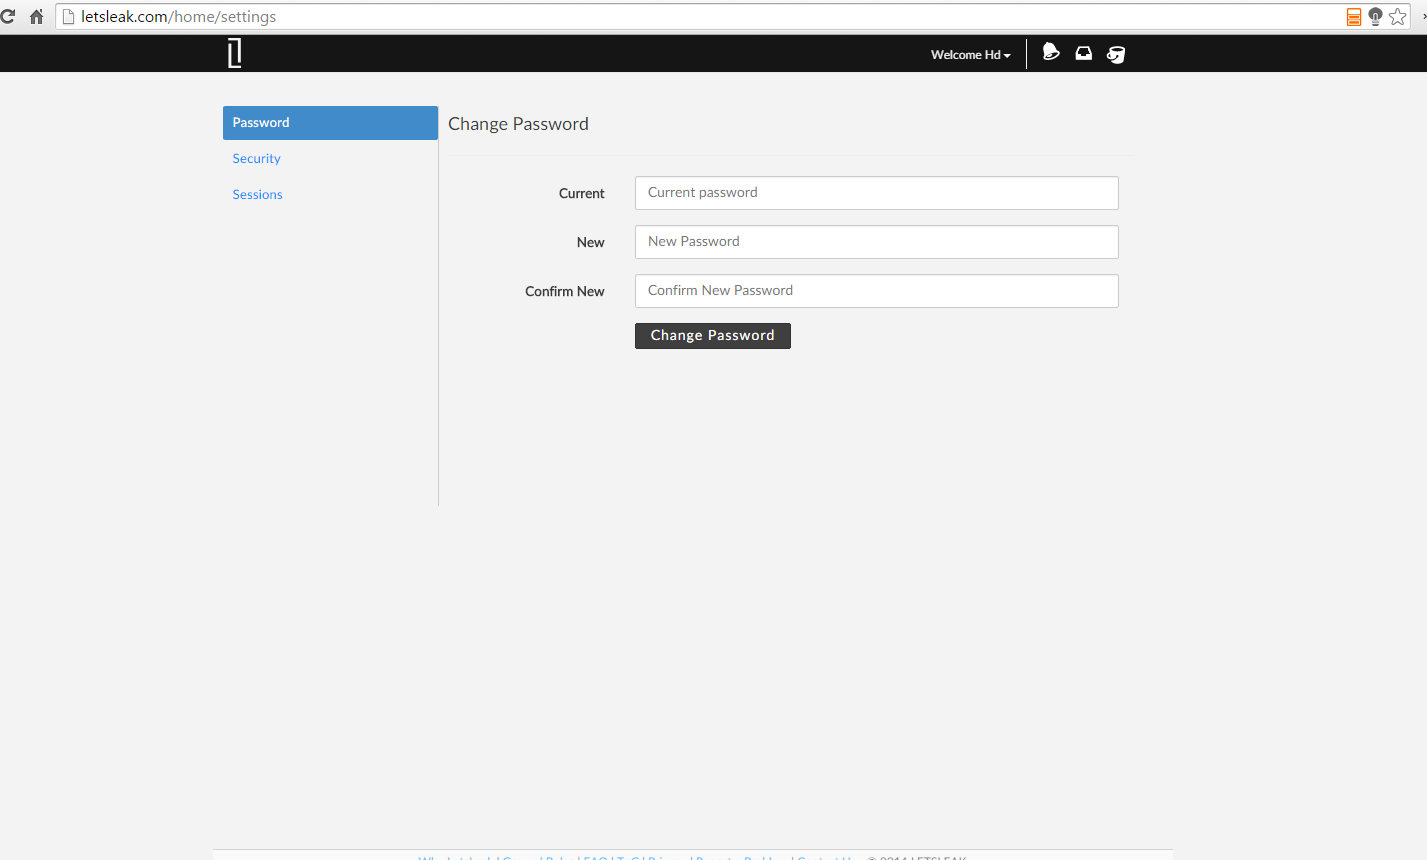 letsleak.com/home/settings
Welcome Hd
Password
Change Password
Security
Sessions
Current
Current password
New
New Password
Confirm New
Confirm New Password
Change Password